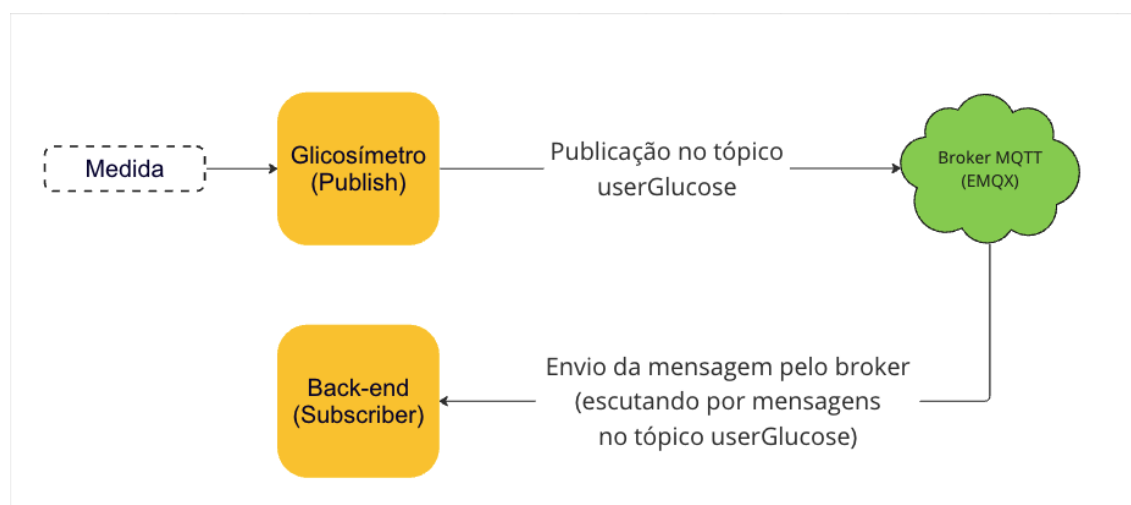 Medida
Glicosímetro
(Publish)
Publicação no tópico
userGlucose
Broker MQTT
(EMQX)
Back-end
(Subscriber)
Envio da mensagem pelo broker
(escutando por mensagens
no tópico userGlucose)